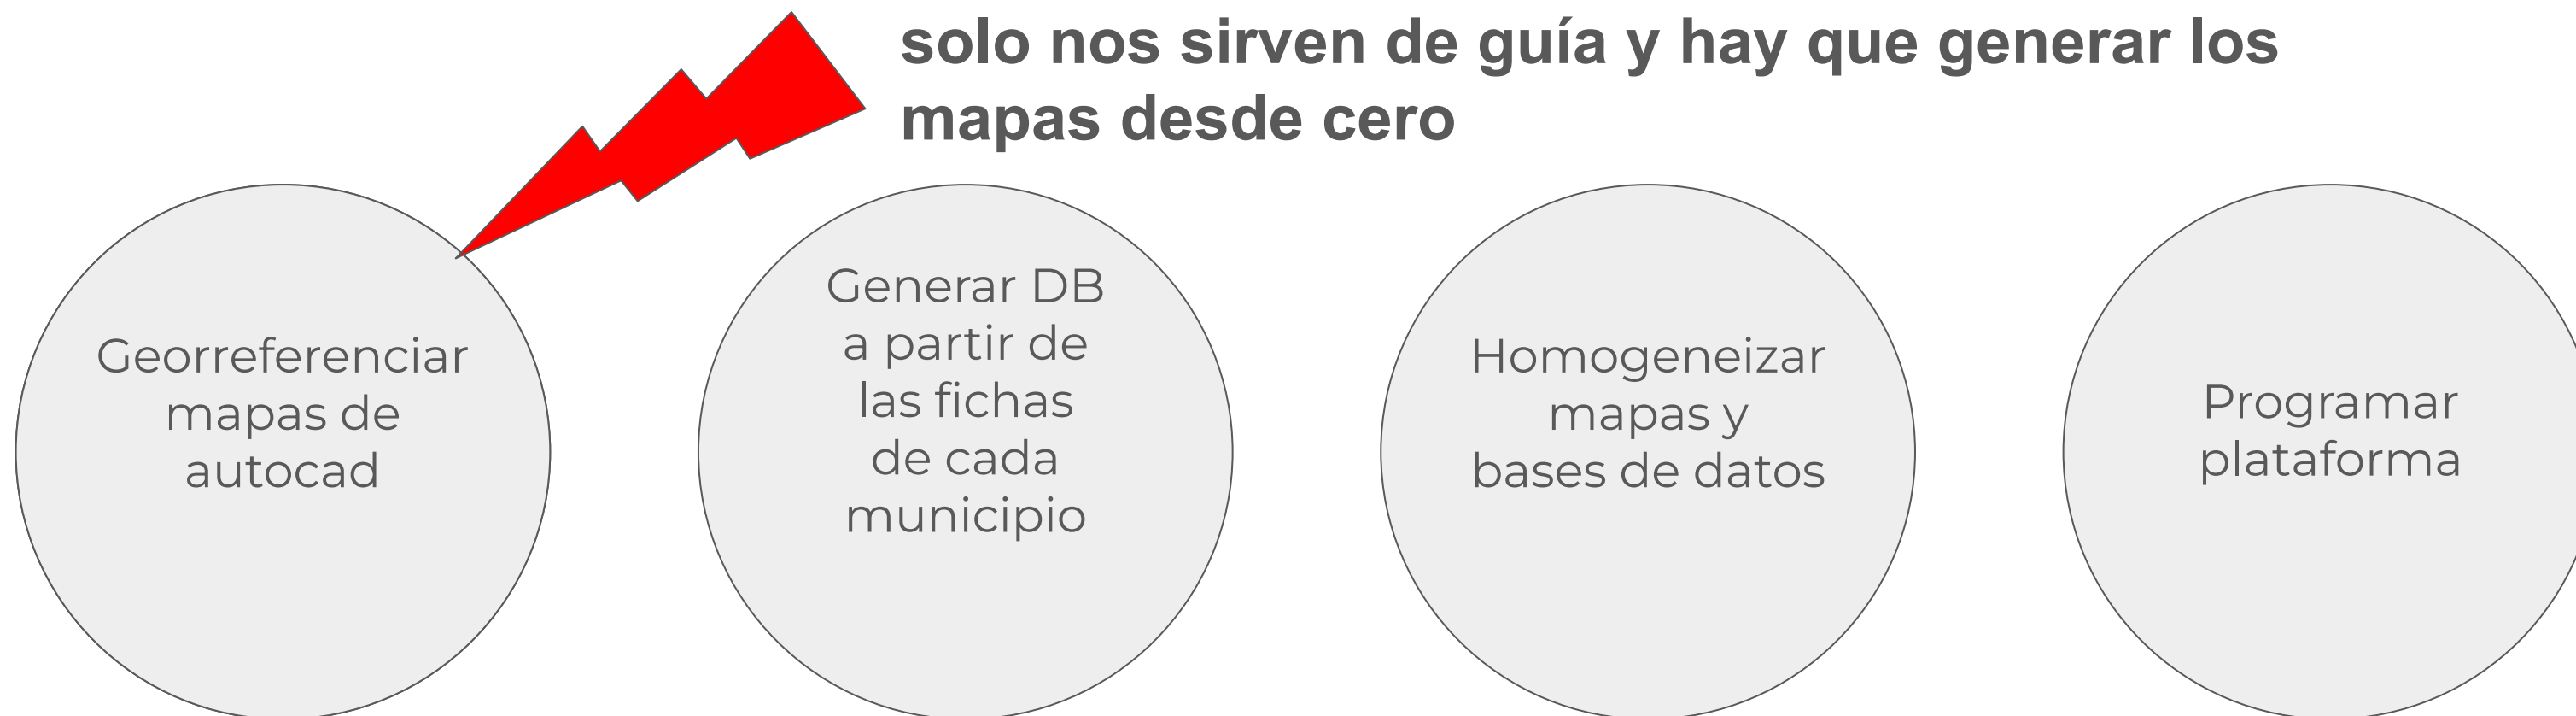 solo nos sirven de guía y hay que generar los
mapas desde cero
Georreferenciar
mapas de
autocad
Generar DB
a partir de
las fichas
de cada
municipio
Homogeneizar
mapas y
bases de datos
Programar
plataforma